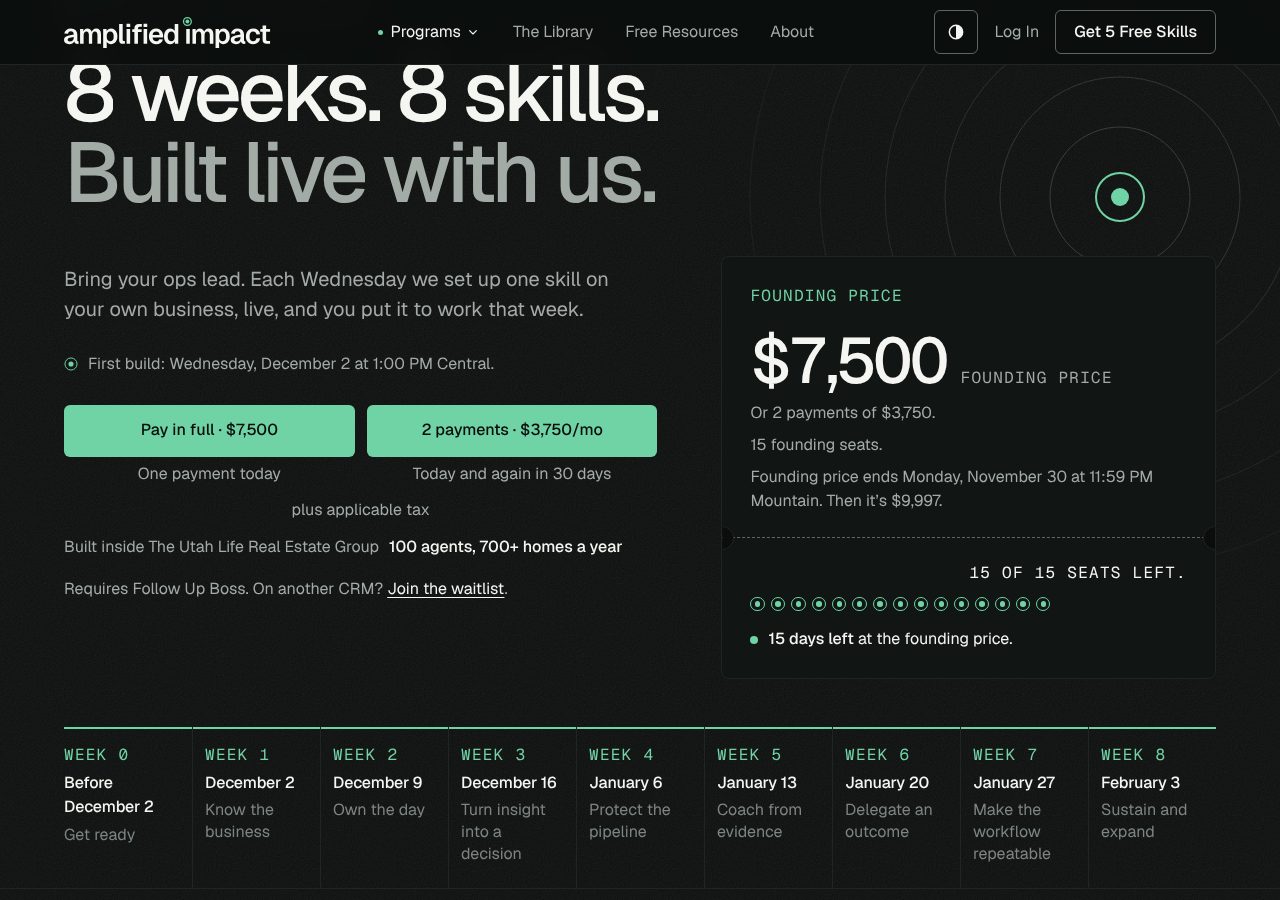 amplified impact
Programs
The Library
Free Resources
About
Log In
Get 5 Free Skills
8 weeks. 8 skills.
Built live with us.
Bring your ops lead. Each Wednesday we set up one skill on
your own business, live, and you put it to work that week.
First build: Wednesday, December 2 at 1:00 PM Central.
Pay in full · $7,500
One payment today
2 payments · $3,750/mo
Today and again in 30 days
plus applicable tax
Built inside The Utah Life Real Estate Group 100 agents, 700+ homes a year
Requires Follow Up Boss. On another CRM? Join the waitlist.
FOUNDING PRICE
$7,500 FOUNDING PRICE
Or 2 payments of $3,750.
15 founding seats.
Founding price ends Monday, November 30 at 11:59 PM
Mountain. Then it's $9,997.
15 OF 15 SEATS LEFT.
15 days left at the founding price.
WEEK 0
Before
December 2
Get ready
WEEK 1
December 2
Know the
business
WEEK 2
December 9
Own the day
WEEK 3
December 16
Turn insight
into a
decision
WEEK 4
January 6
Protect the
pipeline
WEEK 5
January 13
Coach from
evidence
WEEK 6
January 20
Delegate an
outcome
WEEK 7
January 27
Make the
workflow
repeatable
WEEK 8
February 3
Sustain and
expand